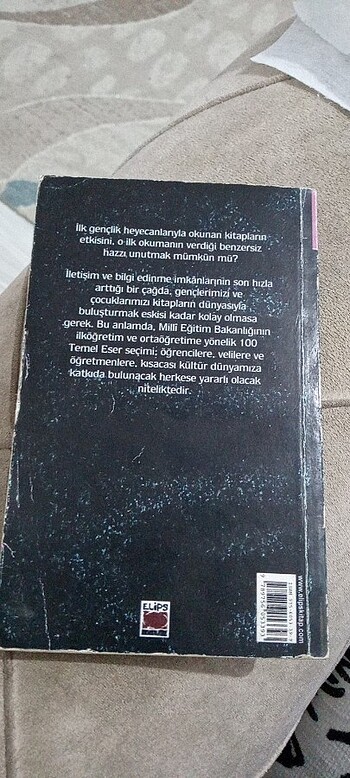 İlk gençlik heyecanlarıyla okunan kitapların
etkisini, o ilk okumanın verdiği benzersiz
hazzı unutmak mümkün mü?
İletişim ve bilgi edinme imkânlarının son hızla
arttığı bir çağda, gençlerimizi ve
çocuklarımızı kitapların dünyasıyla
buluşturmak eskisi kadar kolay olmasa
gerek. Bu anlamda, Millî Eğitim Bakanlığının
ilköğretim ve ortaöğretime yönelik 100
Temel Eser seçimi; öğrencilere, velilere ve
öğretmenlere, kısacası kültür dünyamıza
katkıda bulunacak herkese yararlı olacak
niteliktedir.
ELİPS
www.elipskitap.com